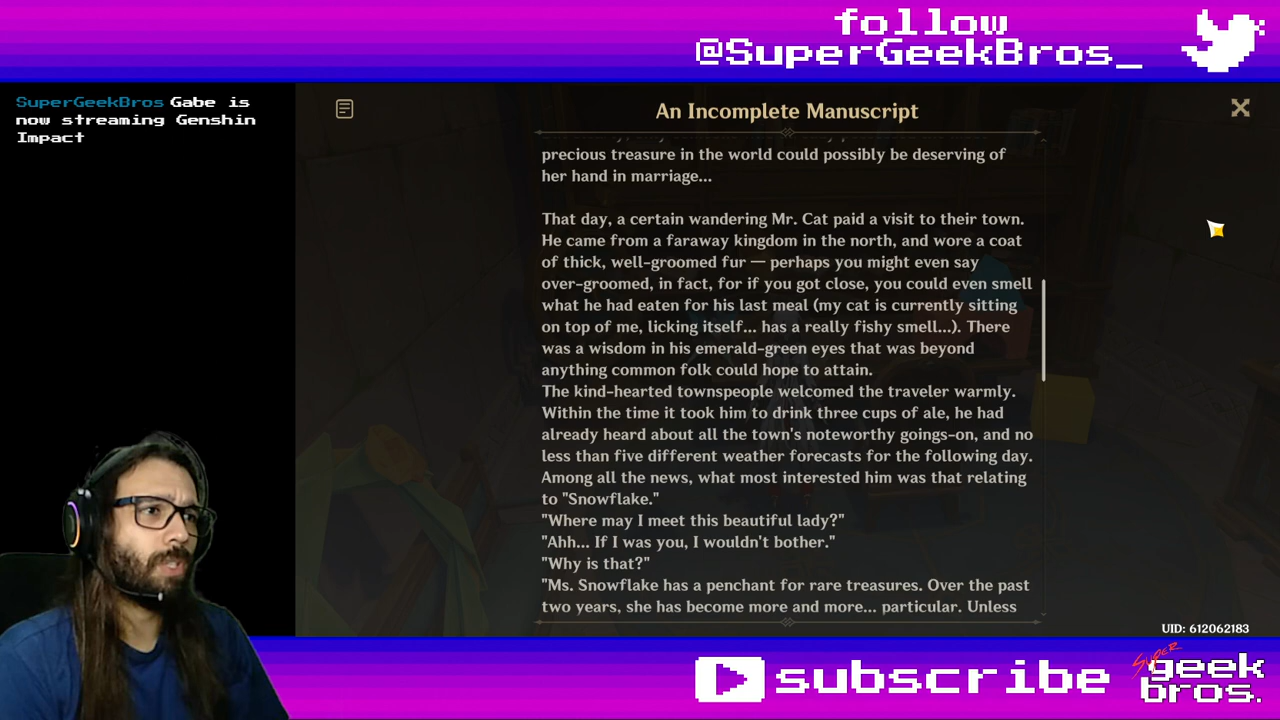 follow
@SuperGeekBros_
SuperGeekBros Gabe is
now streaming Genshin
Impact
An Incomplete Manuscript
precious treasure in the world could possibly be deserving of
her hand in marriage...
That day, a certain wandering Mr. Cat paid a visit to their town.
He came from a faraway kingdom in the north, and wore a coat
of thick, well-groomed fur — perhaps you might even say
over-groomed, in fact, for if you got close, you could even smell
what he had eaten for his last meal (my cat is currently sitting
on top of me, licking itself... has a really fishy smell...). There
was a wisdom in his emerald-green eyes that was beyond
anything common folk could hope to attain.
The kind-hearted townspeople welcomed the traveler warmly.
Within the time it took him to drink three cups of ale, he had
already heard about all the town's noteworthy goings-on, and no
less than five different weather forecasts for the following day.
Among all the news, what most interested him was that relating
to "Snowflake."
"Where may I meet this beautiful lady?"
"Ahh... If I was you, I wouldn't bother."
"Why is that?"
"Ms. Snowflake has a penchant for rare treasures. Over the past
two years, she has become more and more... particular. Unless
UID: 612062183
subscribe
Super
geek
bros.